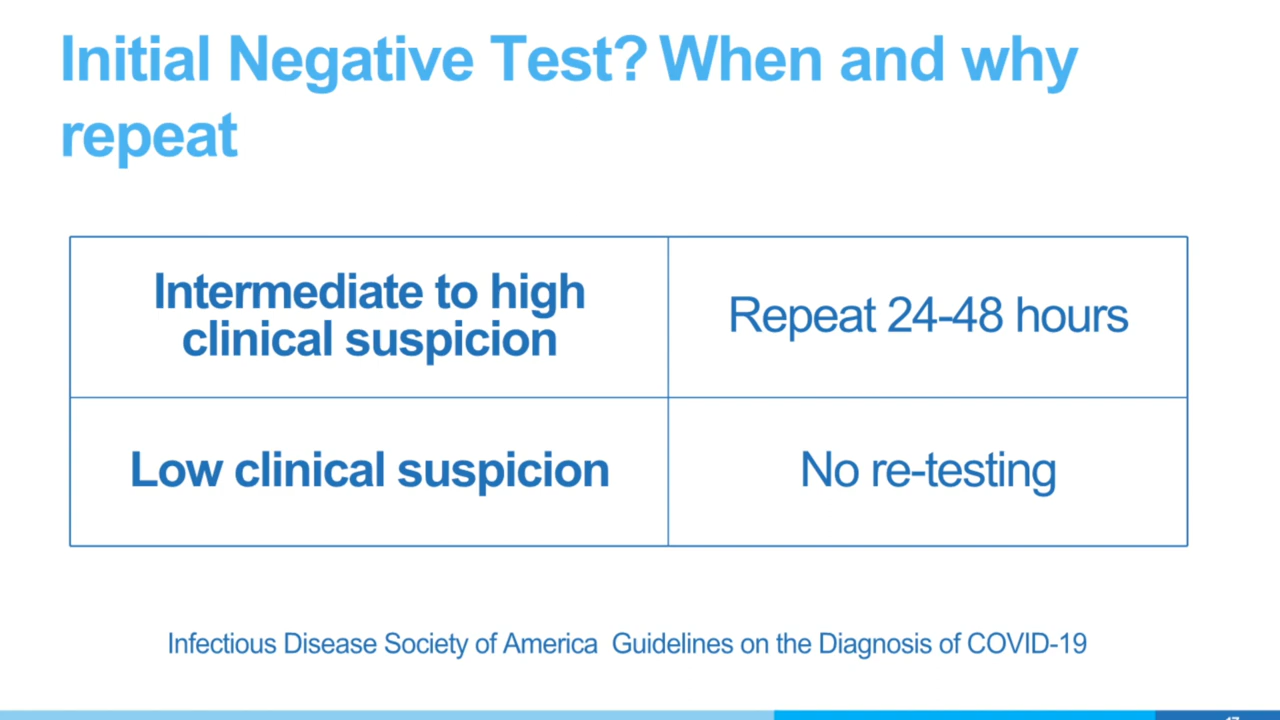 Initial Negative Test? When and why
repeat
Intermediate to high
clinical suspicion
Repeat 24-48 hours
Low clinical suspicion
No re-testing
Infectious Disease Society of America Guidelines on the Diagnosis of COVID-19